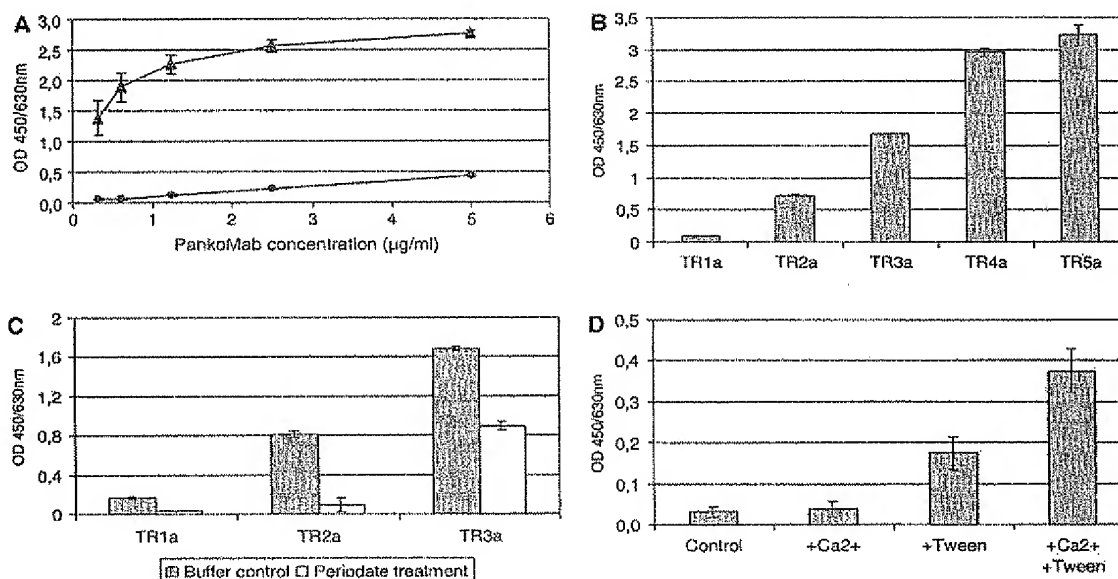 A
OD 450/630nm
3,0
2,5
2,0
1,5
1,0
0,5
0,0
0 1 2 3 4 5 6
PankoMab concentration (µg/ml)
B
OD 450/630nm
3,5
3
2,5
2
1,5
1
0,5
0
TR1a TR2a TR3a TR4a TR5a
C
OD 450/630nm
2
1,6
1,2
0,8
0,4
0
TR1a TR2a TR3a
Buffer control Periodate treatment
D
OD 450/630nm
0,5
0,4
0,3
0,2
0,1
0,0
Control +Ca2+ +Tween +Ca2+
+Tween